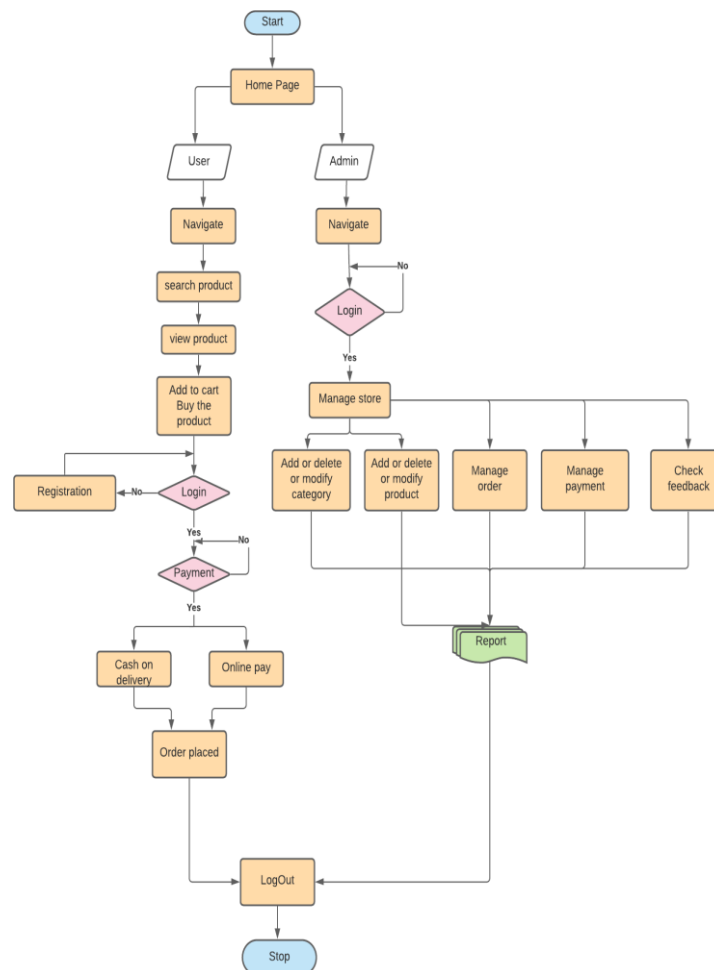 Start
Home Page
User
Admin
Navigate
Navigate
search product
No
Login
view product
Yes
Add to cart
Buy the
product
Manage store
Registration
No
Login
Add or delete
or modify
category
Add or delete
or modify
product
Manage
order
Manage
payment
Check
feedback
Yes
No
Payment
Yes
Cash on
delivery
Online pay
Report
Order placed
LogOut
Stop